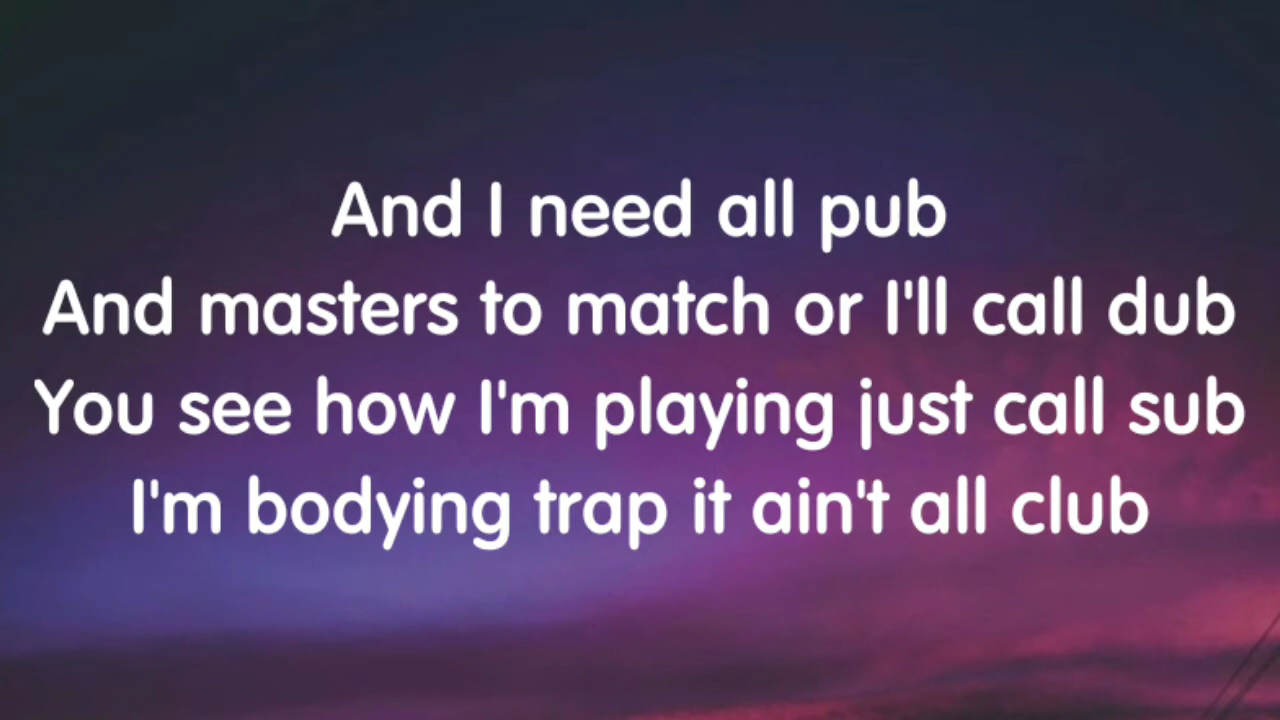 And I need all pub
And masters to match or I'll call dub
You see how I'm playing just call sub
I'm bodying trap it ain't all club